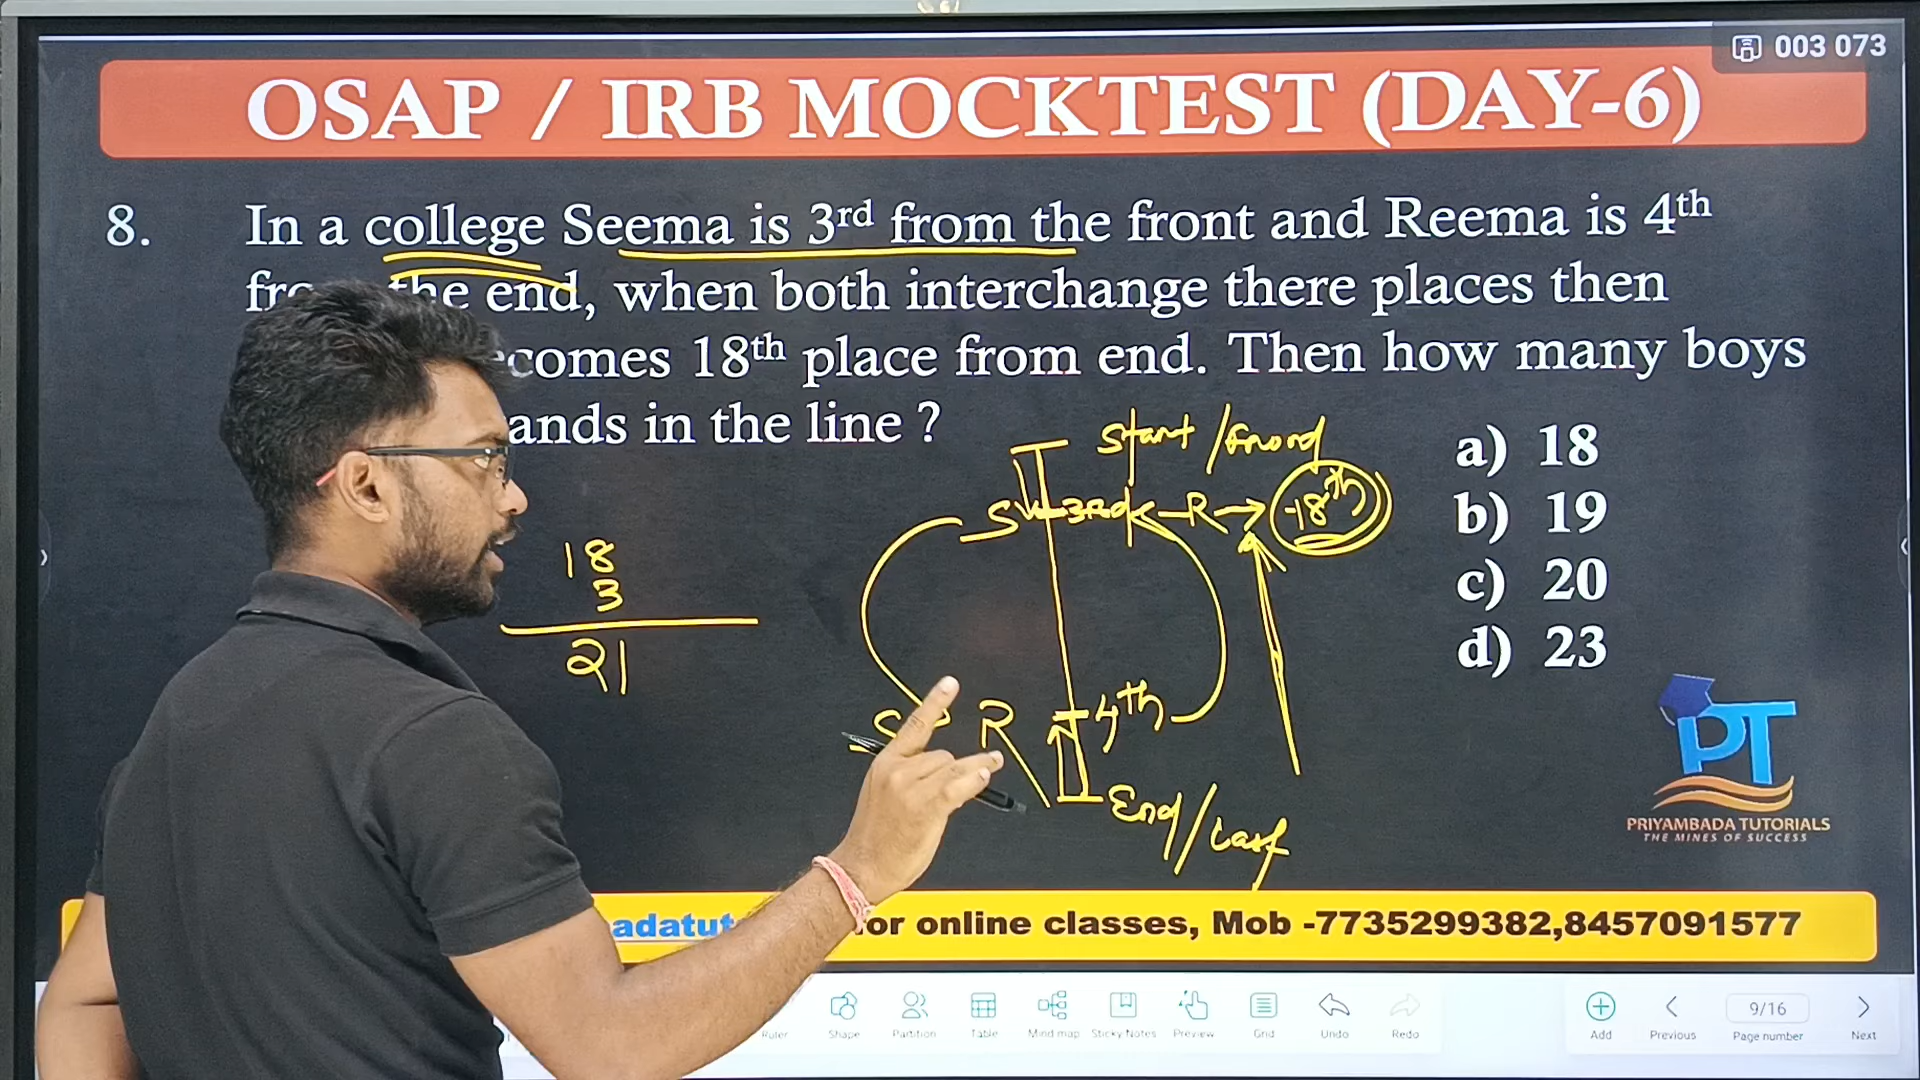 003 073
OSAP / IRB MOCKTEST (DAY-6)
8. In a college Seema is 3rd from the front and Reema is 4th
the end, when both interchange there places then
comes 18th place from end. Then how many boys
ands in the line ?
a) 18
b) 19
c) 20
d) 23
Start /
S 3rd R 18th
18
3
21
S R 4th
End/Last
PT
PRIYAMBADA TUTORIALS
THE MINES OF SUCCESS
adatut or online classes, Mob -7735299382,8457091577
Ruler Shape Partition Table Mind map Sticky Notes Preview Grid Undo Redo Add Previous 9/16 Page number Next